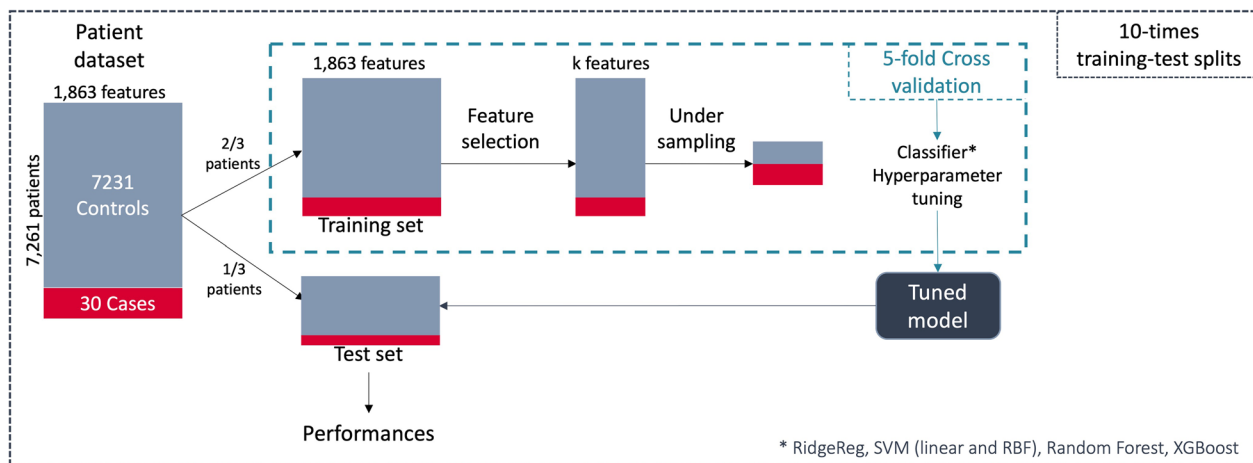 Patient
dataset
1,863 features
7,261 patients
7231
Controls
30 Cases
2/3
patients
1/3
patients
1,863 features
Training set
Feature
selection
k features
Under
sampling
5-fold Cross
validation
Classifier*
Hyperparameter
tuning
10-times
training-test splits
Tuned
model
Test set
Performances
* RidgeReg, SVM (linear and RBF), Random Forest, XGBoost